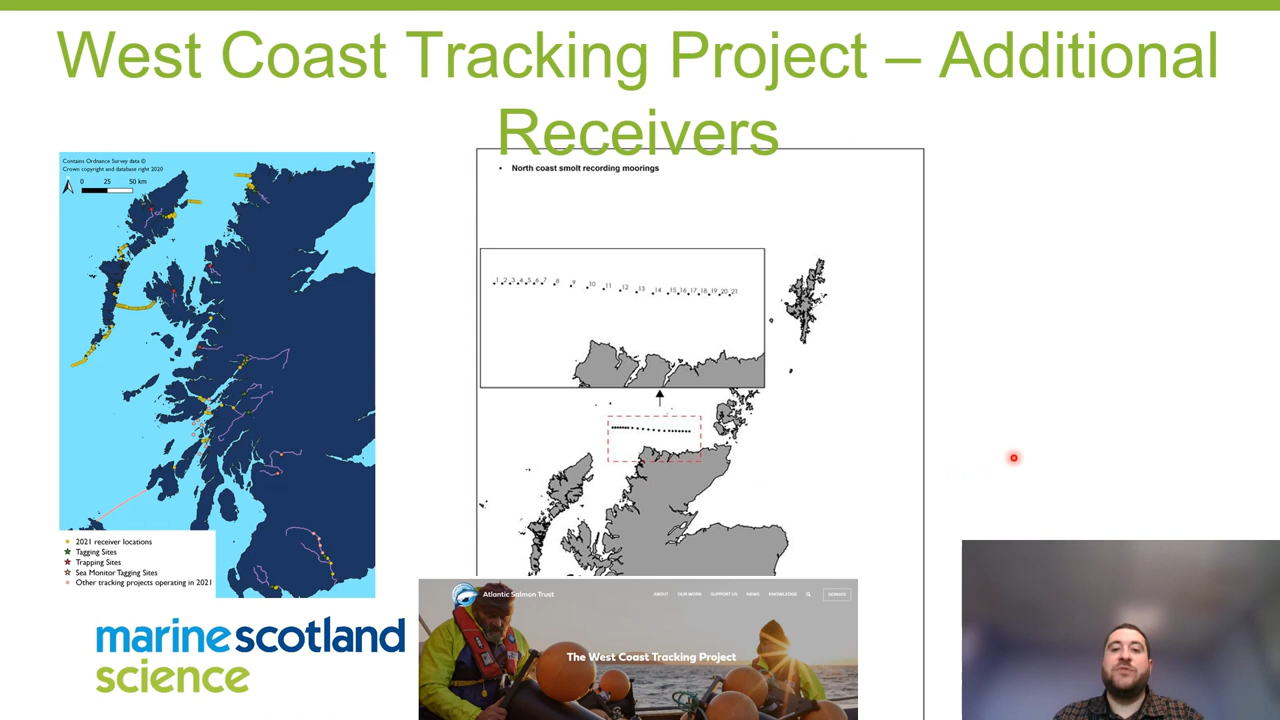 West Coast Tracking Project – Additional
Receivers
Contains Ordnance Survey data ©
Crown copyright and database right 2020
0 25 50 km
• North coast smolt recording moorings
1 2 3 4 5 6 7 8 9 10 11 12 13 14 15 16 17 18 19 20 21
2021 receiver locations
Tagging Sites
Trapping Sites
Sea Monitor Tagging Sites
Other tracking projects operating in 2021
marinescotland
science
Atlantic Salmon Trust
ABOUT OUR WORK SUPPORT US NEWS KNOWLEDGE DONATE
The West Coast Tracking Project